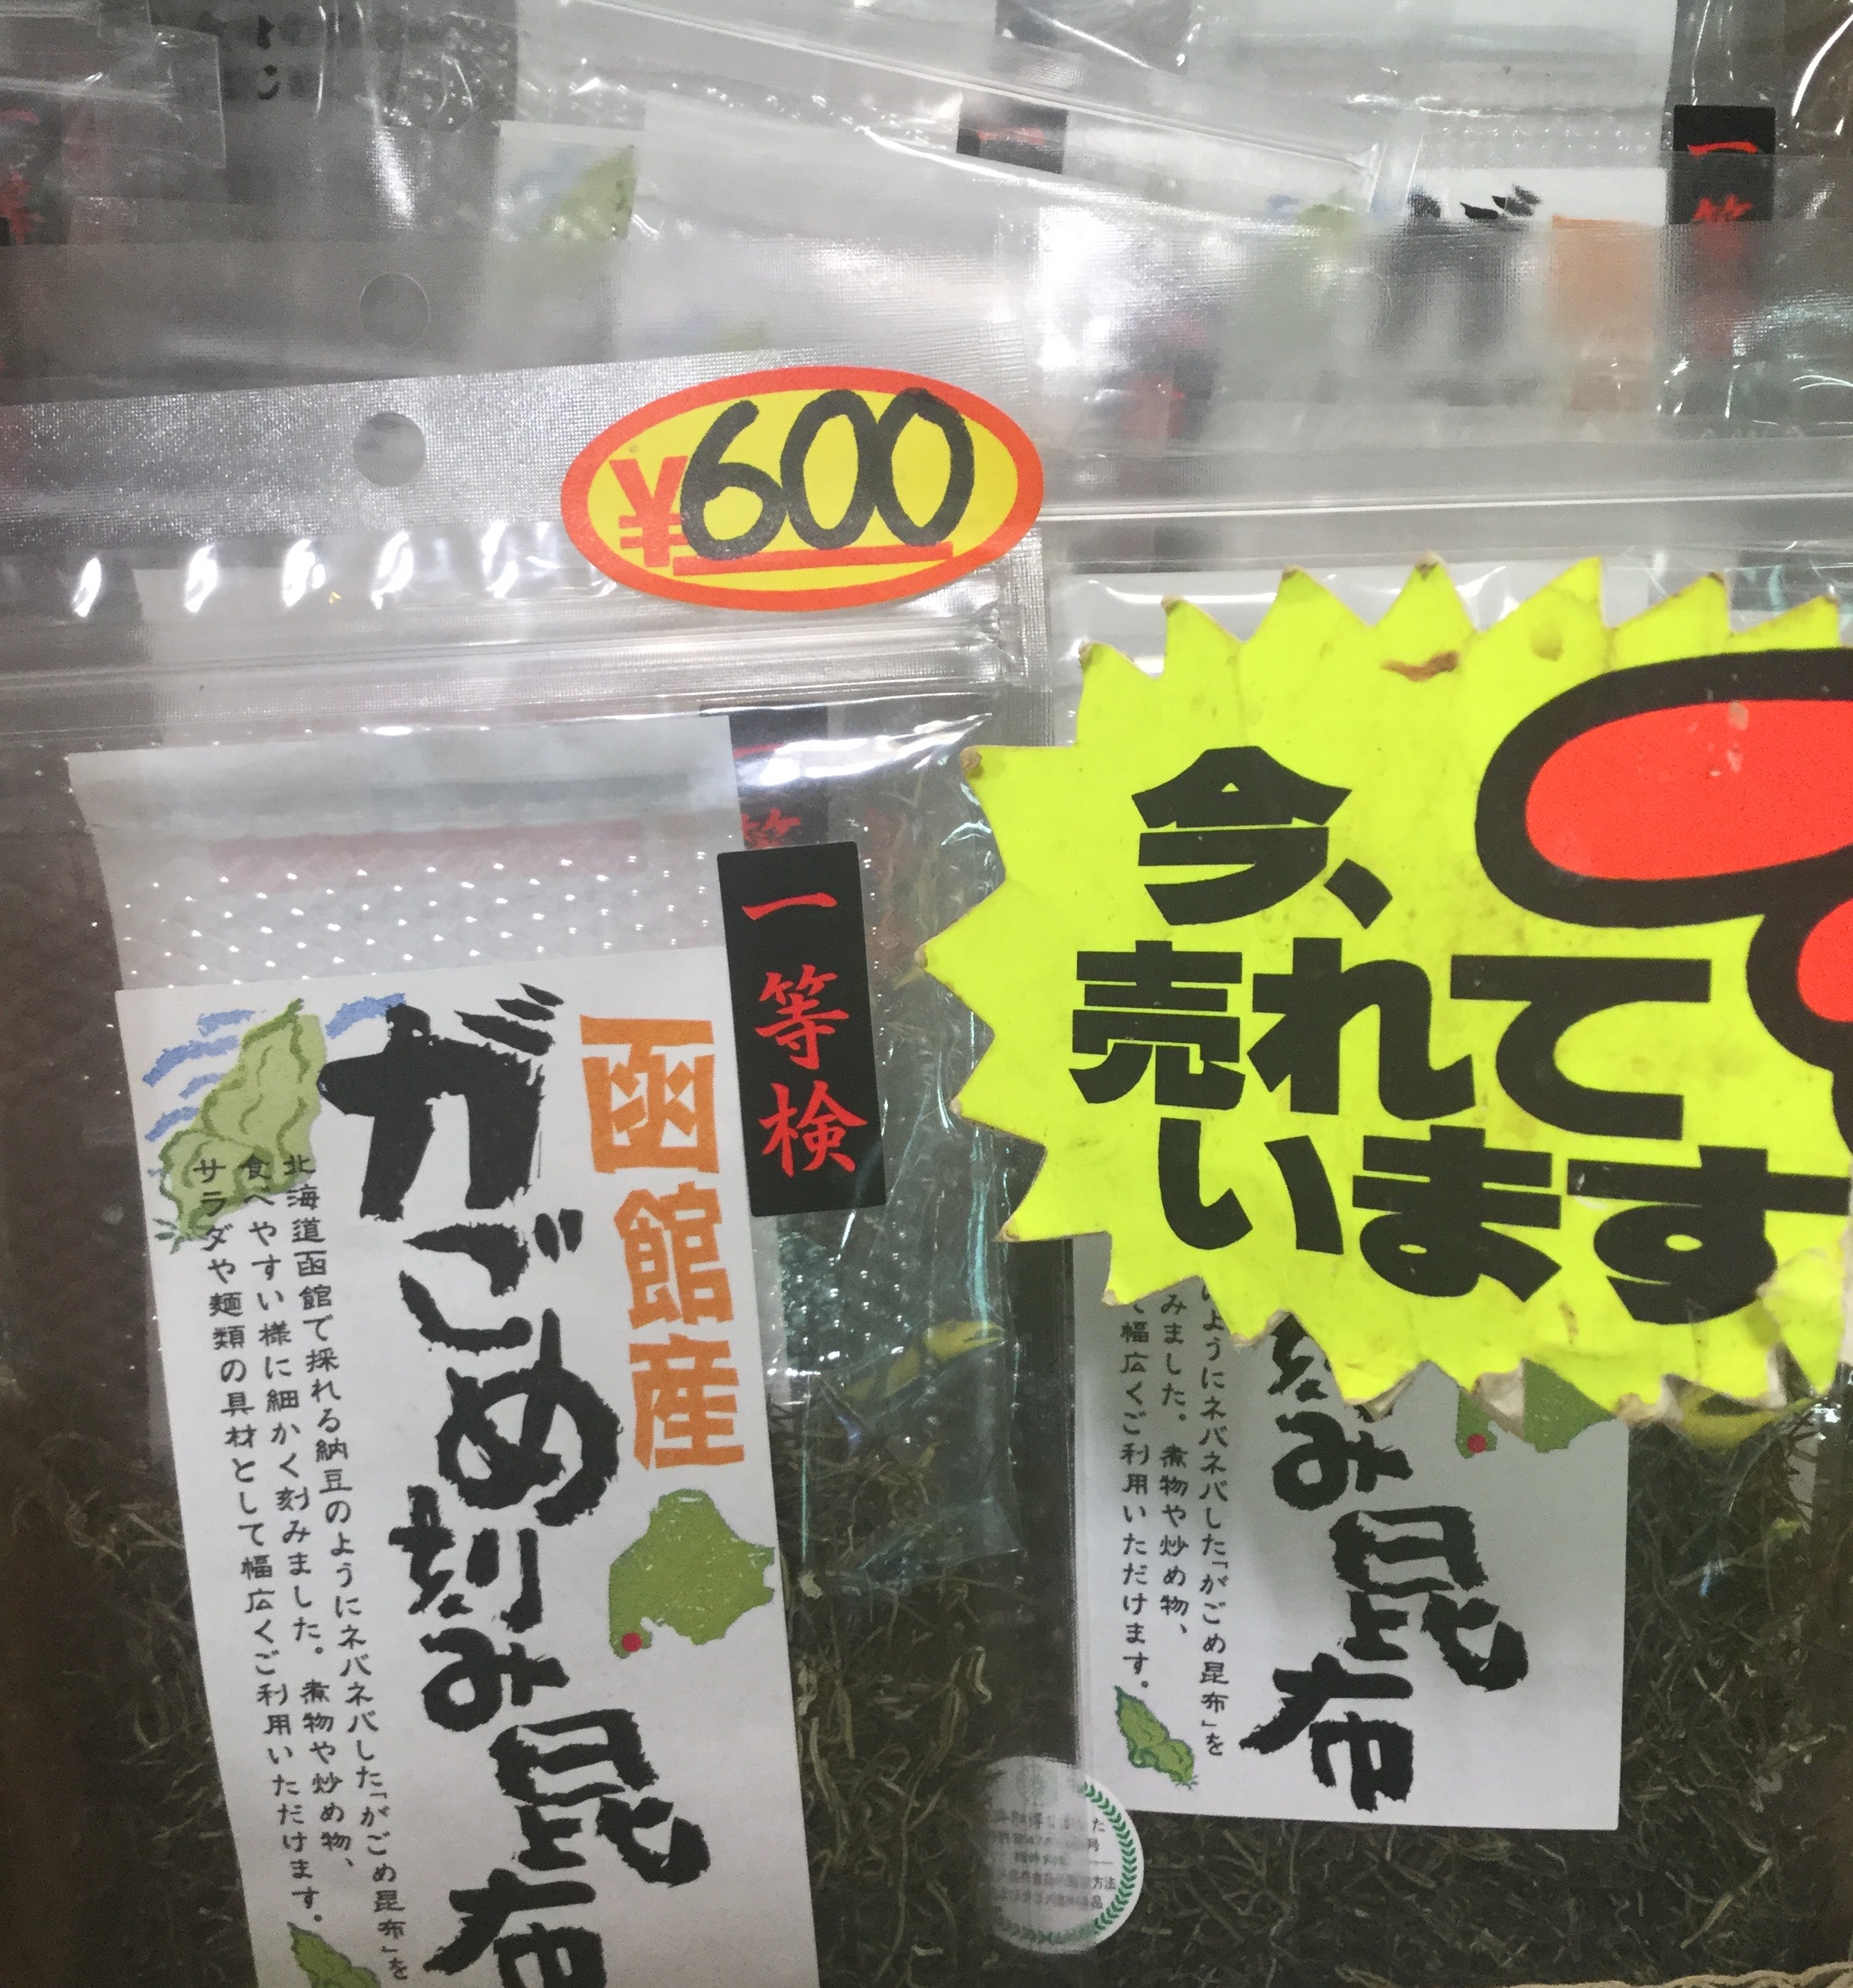 ¥600
一等検
函館産
がごめ刻み昆布
北海道函館で採れる納豆のようにネバネバした「がごめ昆布」を
食べやすい様に細かく刻みました。煮物や炒め物、
サラダや麺類の具材として幅広くご利用いただけます。
今、
売れて
います
み昆布
ようにネバネバした「がごめ昆布」を
みました。煮物や炒め物、
て幅広くご利用いただけます。
一等